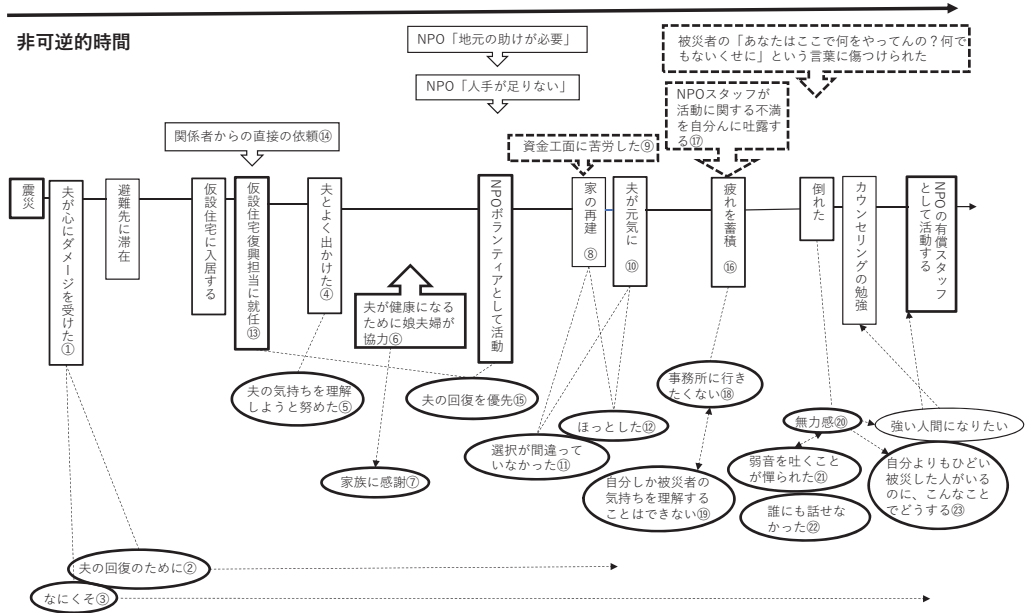 非可逆的時間
NPO「地元の助けが必要」
NPO「人手が足りない」
被災者の「あなたはここで何をやってんの？何で
もないくせに」という言葉に傷つけられた
NPOスタッフが
活動に関する不満
を自分んに吐露す
る⑰
関係者からの直接の依頼⑭
資金工面に苦労した⑨
震災
夫が心にダメージを受けた①
避難先に滞在
仮設住宅に入居する
仮設住宅復興担当に就任⑬
夫とよく出かけた④
NPOボランティアとして活動
家の再建⑧
夫が元気に⑩
疲れを蓄積⑯
倒れた
カウンセリングの勉強
NPOの有償スタッフ
として活動する
夫が健康になる
ために娘夫婦が
協力⑥
夫の気持ちを理解
しようと努めた⑤
夫の回復を優先⑮
事務所に行き
たくない⑱
ほっとした⑫
選択が間違って
いなかった⑪
家族に感謝⑦
自分しか被災者の
気持ちを理解する
ことはできない⑲
無力感⑳
強い人間になりたい
弱音を吐くこと
が憚られた㉑
誰にも話せな
かった㉒
自分よりもひどい
被災した人がいる
のに、こんなこと
でどうする㉓
夫の回復のために②
なにくそ③